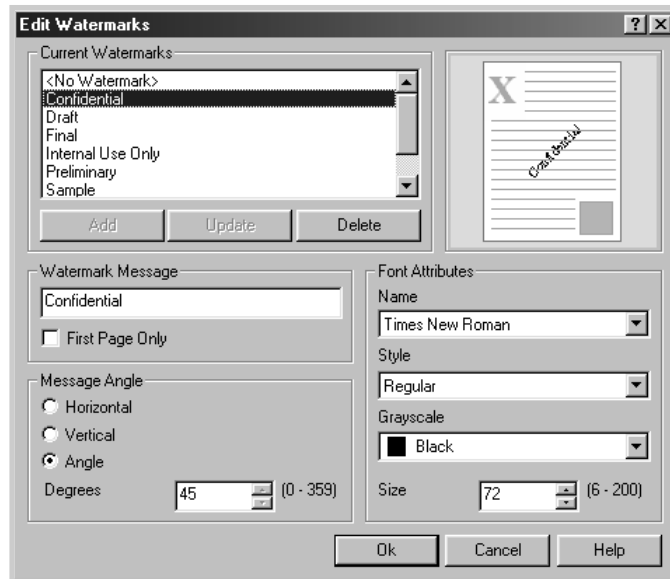 Edit Watermarks
Current Watermarks
<No Watermark>
Confidential
Draft
Final
Internal Use Only
Preliminary
Sample
Add Update Delete
X
Confidential
Watermark Message
Confidential
First Page Only
Message Angle
Horizontal
Vertical
Angle
Degrees 45 (0 - 359)
Font Attributes
Name
Times New Roman
Style
Regular
Grayscale
Black
Size 72 (6 - 200)
Ok Cancel Help